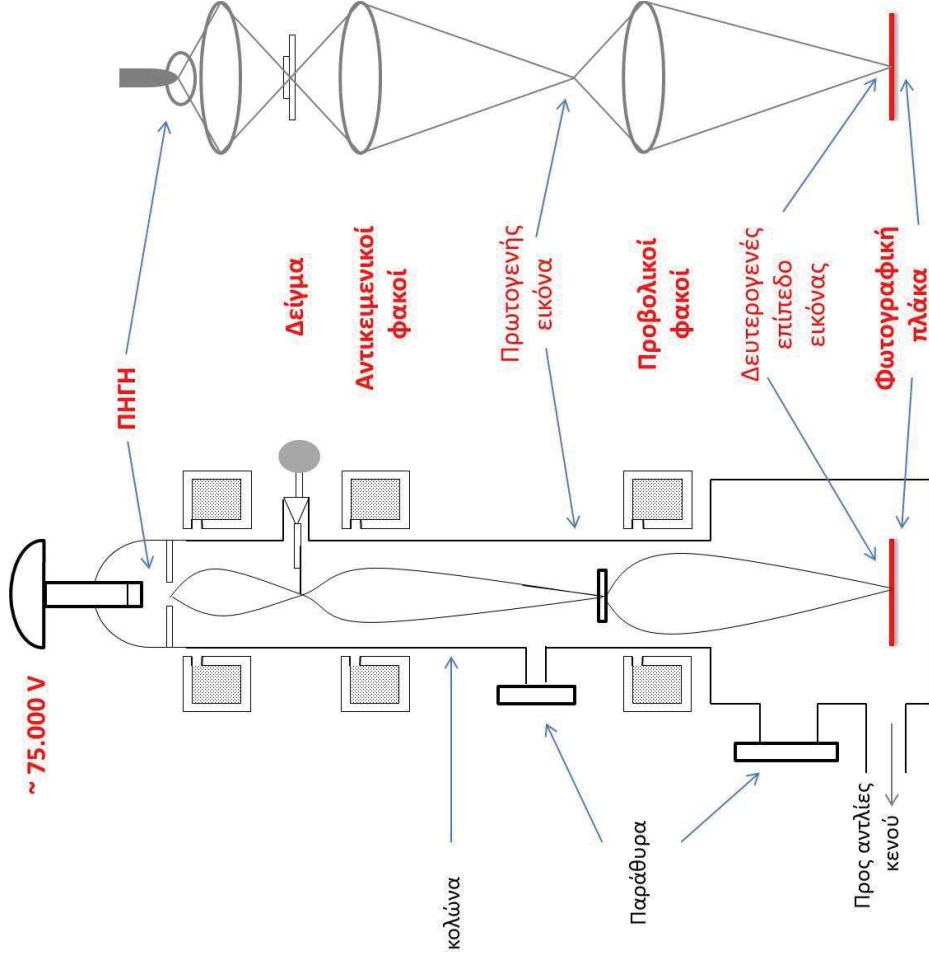 ~ 75.000 V
ΠΗΓΗ
Δείγμα
Αντικειμενικοί
φακοί
Πρωτογενής
εικόνα
Προβολικοί
φακοί
Δευτερογενές
επίπεδο
εικόνας
Φωτογραφική
πλάκα
κολώνα
Παράθυρα
Προς αντλίες
κενού